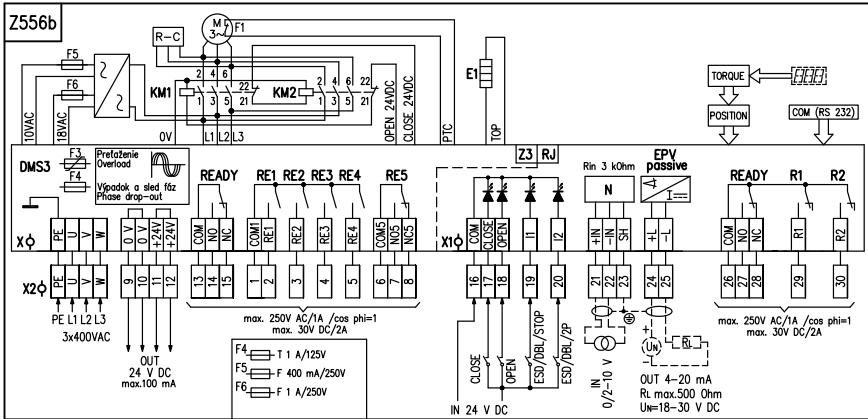 Z556b
F5
F6
R-C
M
3~
F1
2 4 6
22
KM1
1 3 5
21
KM2
2 4 6 22
1 3 5 21
10VAC
18VAC
0V
L1 L2 L3
OPEN 24VDC
CLOSE 24VDC
PTC
E1
TOP
TORQUE
POSITION
COM (RS 232)
DMS3
F3
F4
Preťaženie
Overload
Výpadok a sled fáz
Phase drop-out
READY
RE1 RE2 RE3 RE4
RE5
Z3 RJ
Rin 3 kOhm
N
EPV
passive
READY
R1
R2
X
PE U V W
0 V 0 V +24V +24V
COM NO NC
COM1 RE1 RE2 RE3 RE4
COM5 NO5 NC5
X1
COM CLOSE OPEN I1 I2
+IN -IN SH
+L -L
COM NO NC R1 R2
X2
PE U V W
9 10 11 12
13 14 15
1 2 3 4 5
6 7 8
16 17 18 19 20
21 22 23
24 25
26 27 28 29 30
PE L1 L2 L3
3x400VAC
OUT
24 V DC
max.100 mA
max. 250V AC/1A /cos phi=1
max. 30V DC/2A
F4 T 1 A/125V
F5 F 400 mA/250V
F6 F 1 A/250V
CLOSE
OPEN
ESD/DBL/STOP
ESD/DBL/2P
IN 24 V DC
IN
0/2-10 V
+
UN
-
RL
OUT 4-20 mA
RL max.500 Ohm
UN=18-30 V DC
max. 250V AC/1A /cos phi=1
max. 30V DC/2A